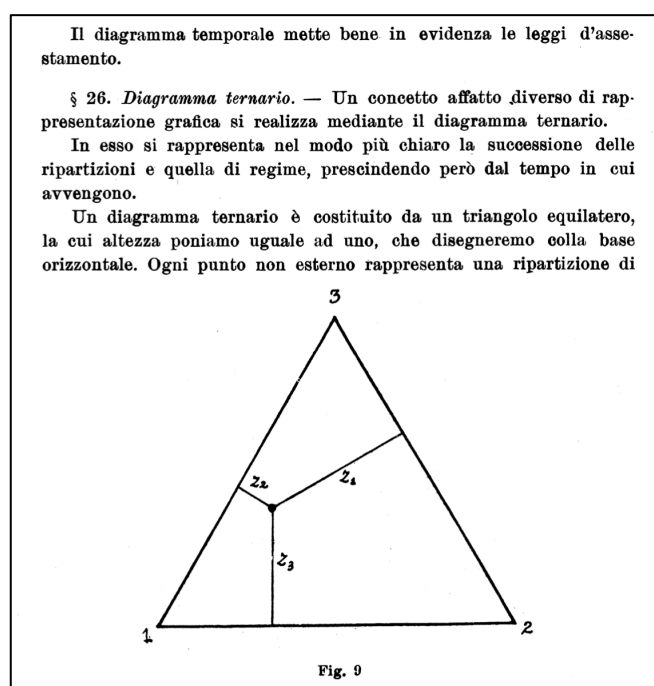 Il diagramma temporale mette bene in evidenza le leggi d'asse-
stamento.
§ 26. Diagramma ternario. — Un concetto affatto diverso di rap-
presentazione grafica si realizza mediante il diagramma ternario.
In esso si rappresenta nel modo più chiaro la successione delle
ripartizioni e quella di regime, prescindendo però dal tempo in cui
avvengono.
Un diagramma ternario è costituito da un triangolo equilatero,
la cui altezza poniamo uguale ad uno, che disegneremo colla base
orizzontale. Ogni punto non esterno rappresenta una ripartizione di
3
z₂
z₁
z₃
1
2
Fig. 9